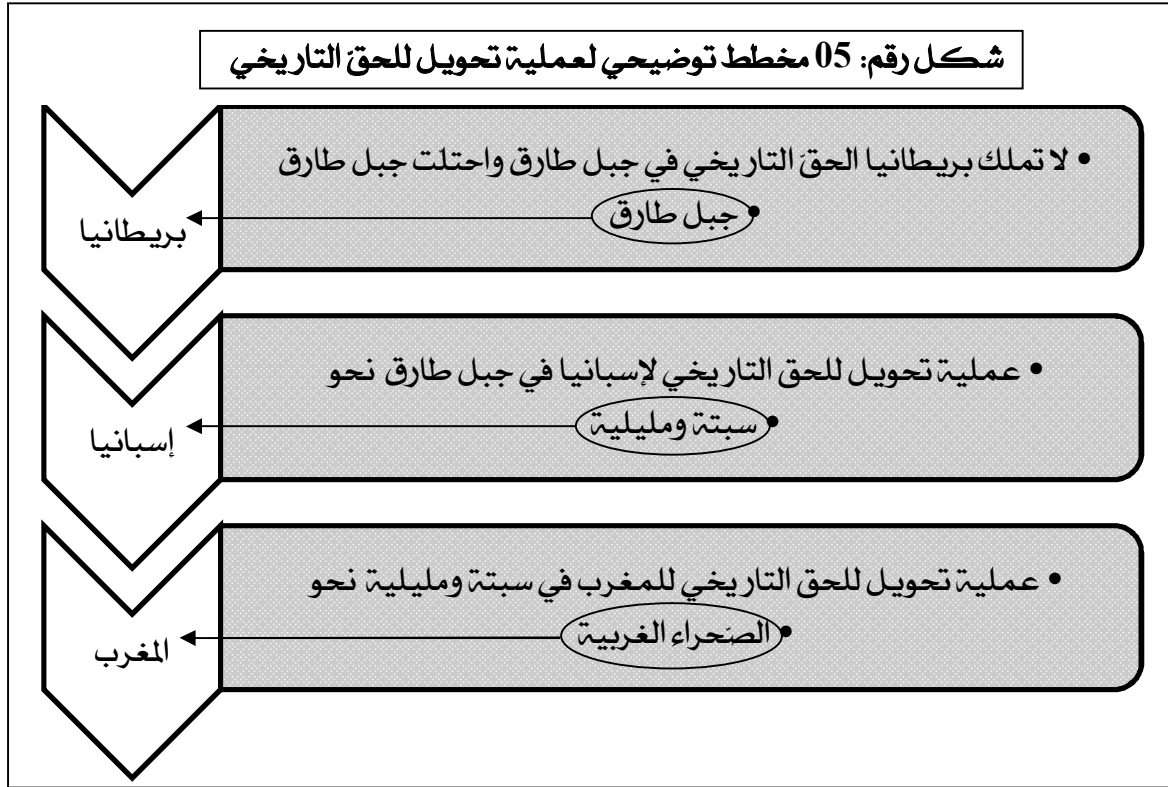 شكل رقم: 05 مخطط توضيحي لعملية تحويل للحقّ التاريخي
• لا تملك بريطانيا الحقّ التاريخي في جبل طارق واحتلت جبل طارق
• جبل طارق
بريطانيا
• عملية تحويل للحق التاريخي لإسبانيا في جبل طارق نحو
• سبتة ومليلية
إسبانيا
• عملية تحويل للحق التاريخي للمغرب في سبتة ومليلية نحو
• الصّحراء الغربية
المغرب